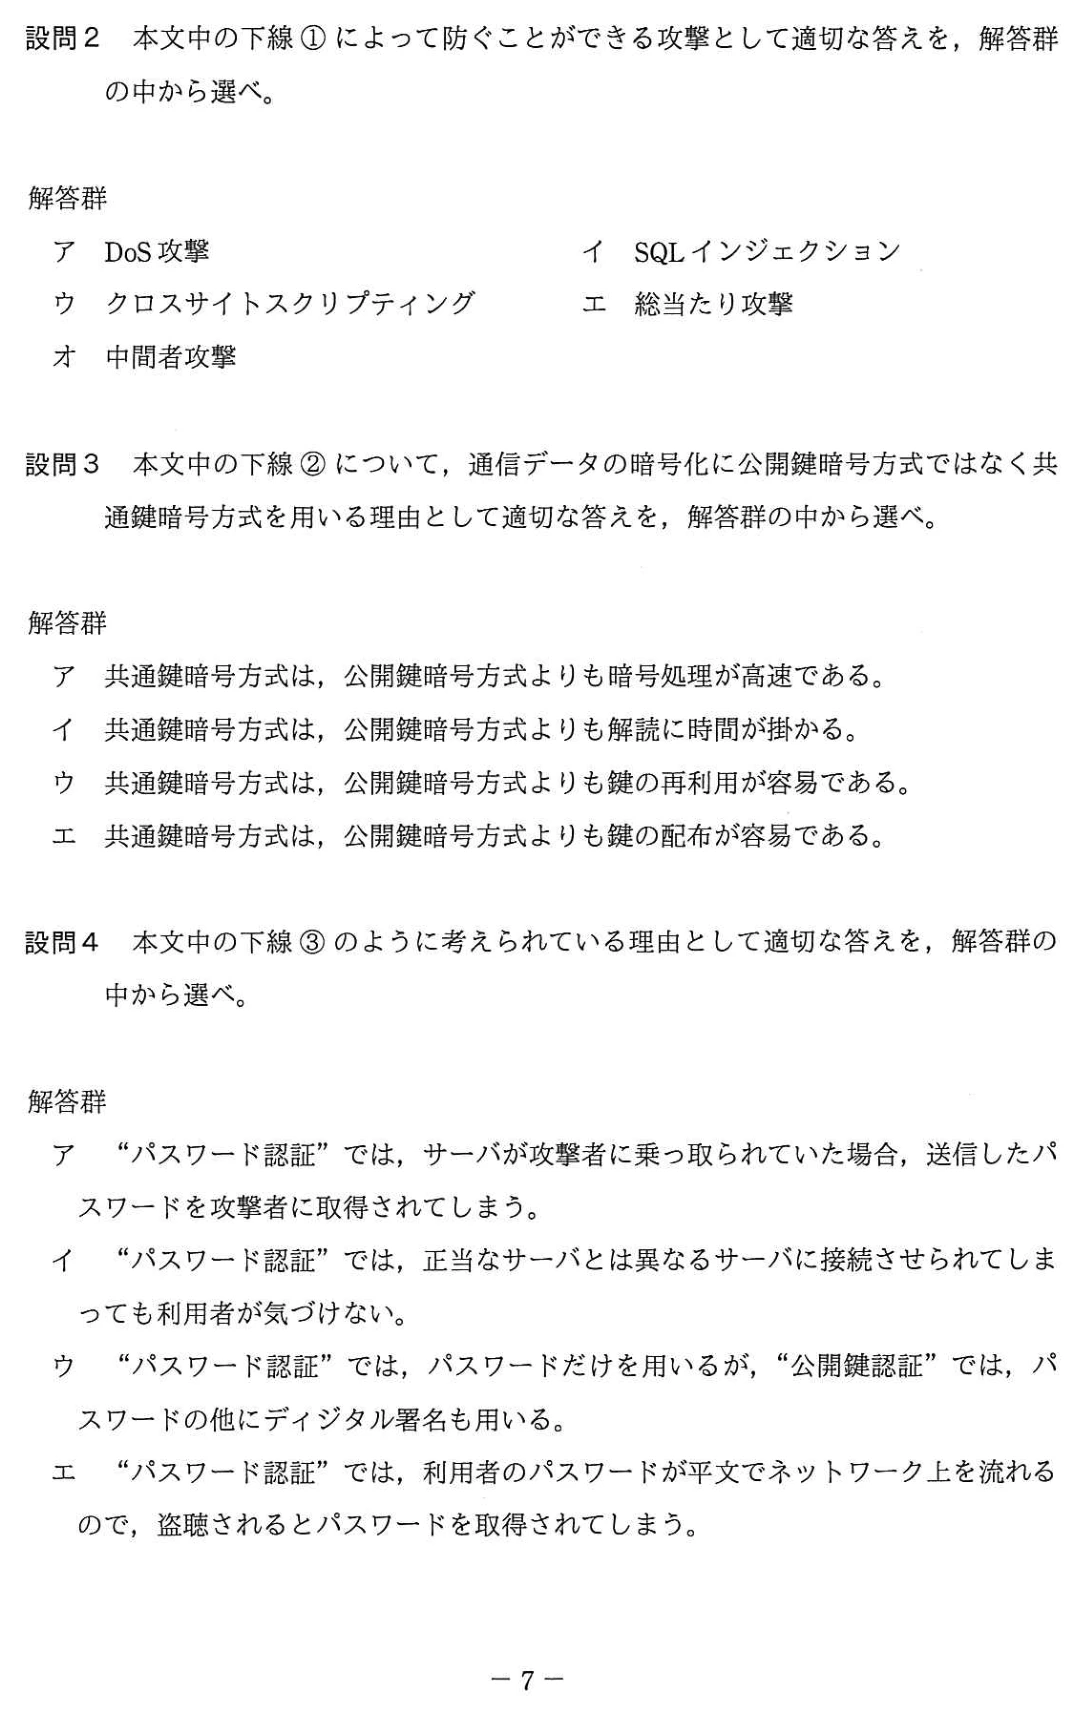 設問2　本文中の下線①によって防ぐことができる攻撃として適切な答えを，解答群
の中から選べ。
解答群
ア　DoS攻撃　イ　SQLインジェクション
ウ　クロスサイトスクリプティング　エ　総当たり攻撃
オ　中間者攻撃
設問3　本文中の下線②について，通信データの暗号化に公開鍵暗号方式ではなく共
通鍵暗号方式を用いる理由として適切な答えを，解答群の中から選べ。
解答群
ア　共通鍵暗号方式は，公開鍵暗号方式よりも暗号処理が高速である。
イ　共通鍵暗号方式は，公開鍵暗号方式よりも解読に時間が掛かる。
ウ　共通鍵暗号方式は，公開鍵暗号方式よりも鍵の再利用が容易である。
エ　共通鍵暗号方式は，公開鍵暗号方式よりも鍵の配布が容易である。
設問4　本文中の下線③のように考えられている理由として適切な答えを，解答群の
中から選べ。
解答群
ア　“パスワード認証”では，サーバが攻撃者に乗っ取られていた場合，送信したパ
スワードを攻撃者に取得されてしまう。
イ　“パスワード認証”では，正当なサーバとは異なるサーバに接続させられてしま
っても利用者が気づけない。
ウ　“パスワード認証”では，パスワードだけを用いるが，“公開鍵認証”では，パ
スワードの他にディジタル署名も用いる。
エ　“パスワード認証”では，利用者のパスワードが平文でネットワーク上を流れる
ので，盗聴されるとパスワードを取得されてしまう。
― 7 ―